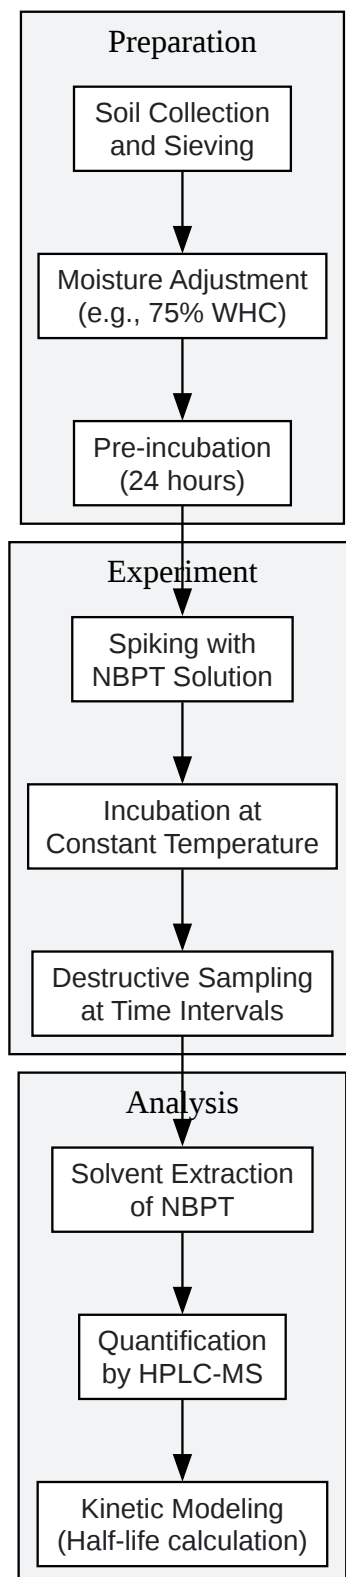 Preparation
Soil Collection
and Sieving
Moisture Adjustment
(e.g., 75% WHC)
Pre-incubation
(24 hours)
Experiment
Spiking with
NBPT Solution
Incubation at
Constant Temperature
Destructive Sampling
at Time Intervals
Analysis
Solvent Extraction
of NBPT
Quantification
by HPLC-MS
Kinetic Modeling
(Half-life calculation)